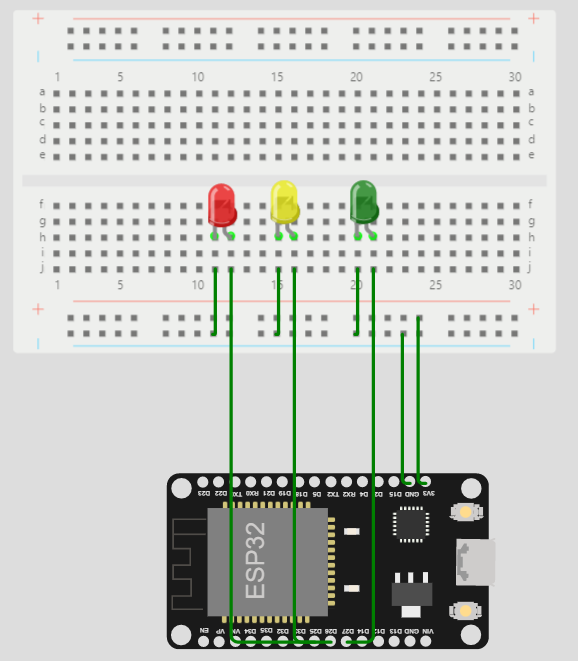 + +
| |
1 5 10 15 20 25 30
a a
b b
c c
d d
e e
f f
g g
h h
i i
j j
1 5 10 15 20 25 30
+ +
| |
D23 D22 TX0 RX0 D21 D19 D18 D5 TX2 RX2 D4 D2 D15 GND 3V3
ESP32
EN VP VN D34 D35 D32 D33 D25 D26 D27 D14 D12 D13 GND VIN